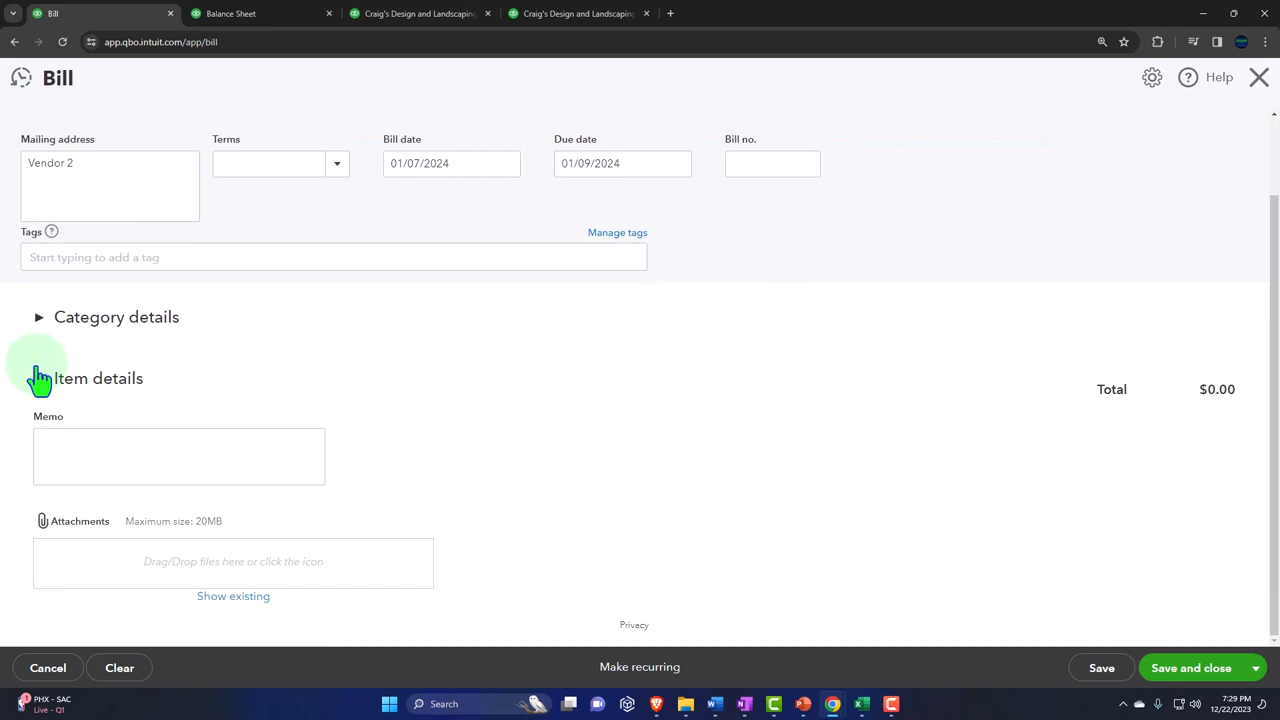 Bill
Balance Sheet
Craig's Design and Landscaping
Craig's Design and Landscaping
app.qbo.intuit.com/app/bill
Bill
Help
Mailing address
Terms
Bill date
Due date
Bill no.
Vendor 2
01/07/2024
01/09/2024
Tags
Manage tags
Start typing to add a tag
Category details
Item details
Total
$0.00
Memo
Attachments
Maximum size: 20MB
Drag/Drop files here or click the icon
Show existing
Privacy
Cancel
Clear
Make recurring
Save
Save and close
PHX - SAC
Live - Q1
Search
7:29 PM
12/22/2023